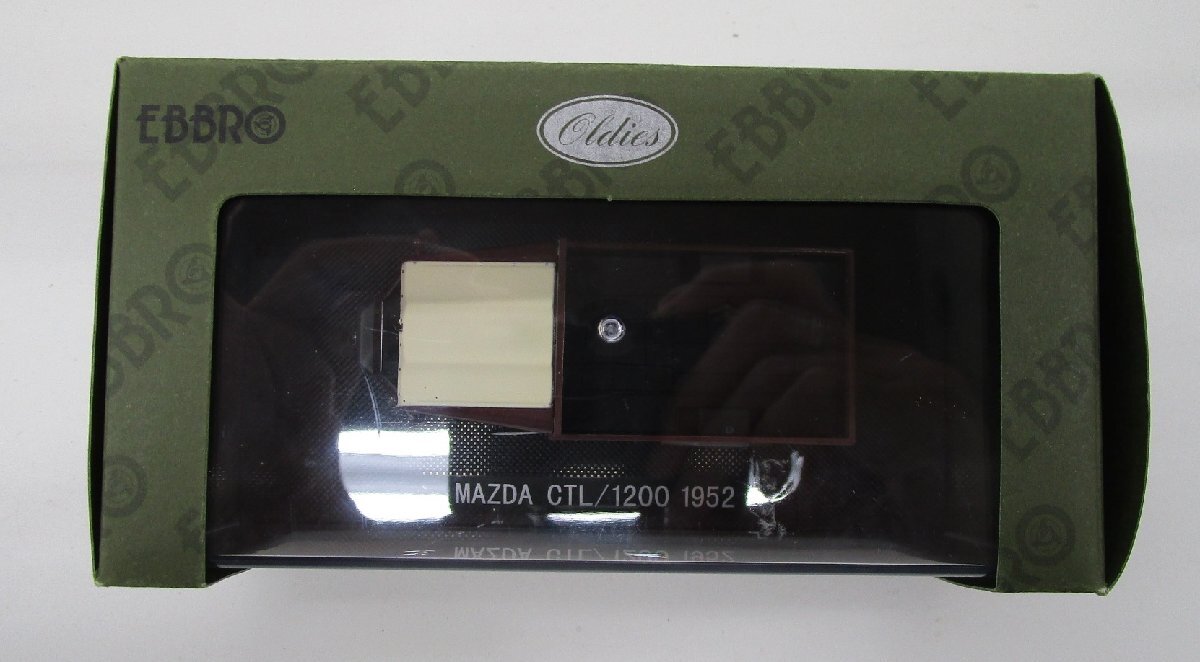 EBBRO
Oldies
MAZDA CTL/1200 1952